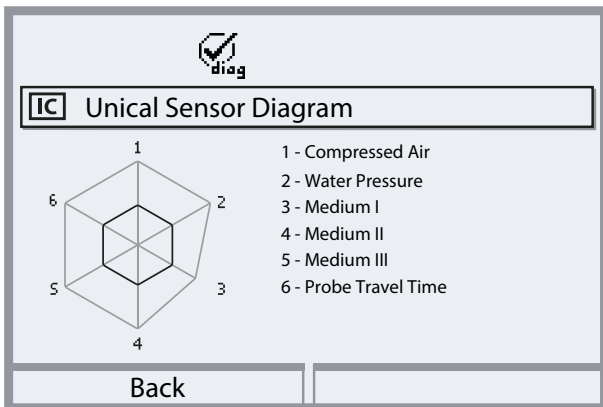 diag
IC Unical Sensor Diagram
1
2
3
4
5
6
1 - Compressed Air
2 - Water Pressure
3 - Medium I
4 - Medium II
5 - Medium III
6 - Probe Travel Time
Back